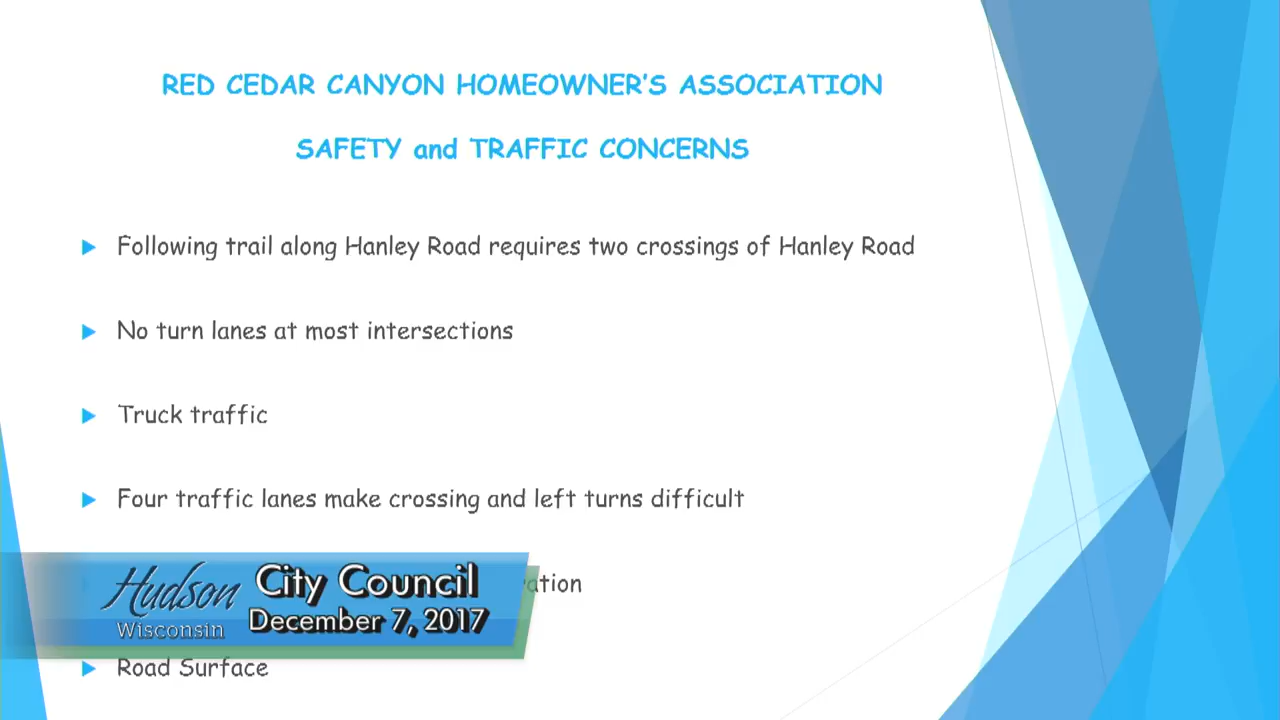 RED CEDAR CANYON HOMEOWNER'S ASSOCIATION
SAFETY and TRAFFIC CONCERNS
Following trail along Hanley Road requires two crossings of Hanley Road
No turn lanes at most intersections
Truck traffic
Four traffic lanes make crossing and left turns difficult
Hudson
Wisconsin
City Council
December 7, 2017
Road Surface